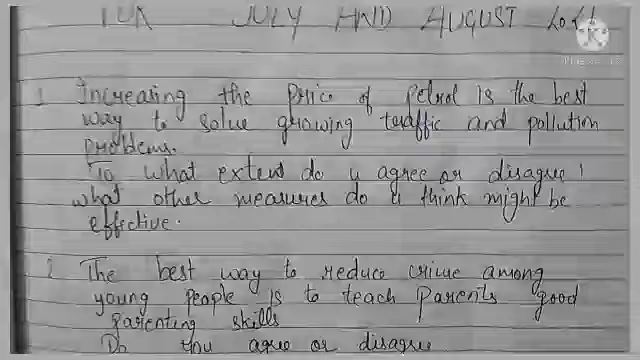 JULY AND AUGUST
1 Increasing the price of petrol is the best
way to solve growing traffic and pollution
problems.
To what extend do u agree or disagree !
what other measures do u think might be
effective.
2 The best way to reduce crime among
young people is to teach parents good
parenting skills
Do you agree or disagree